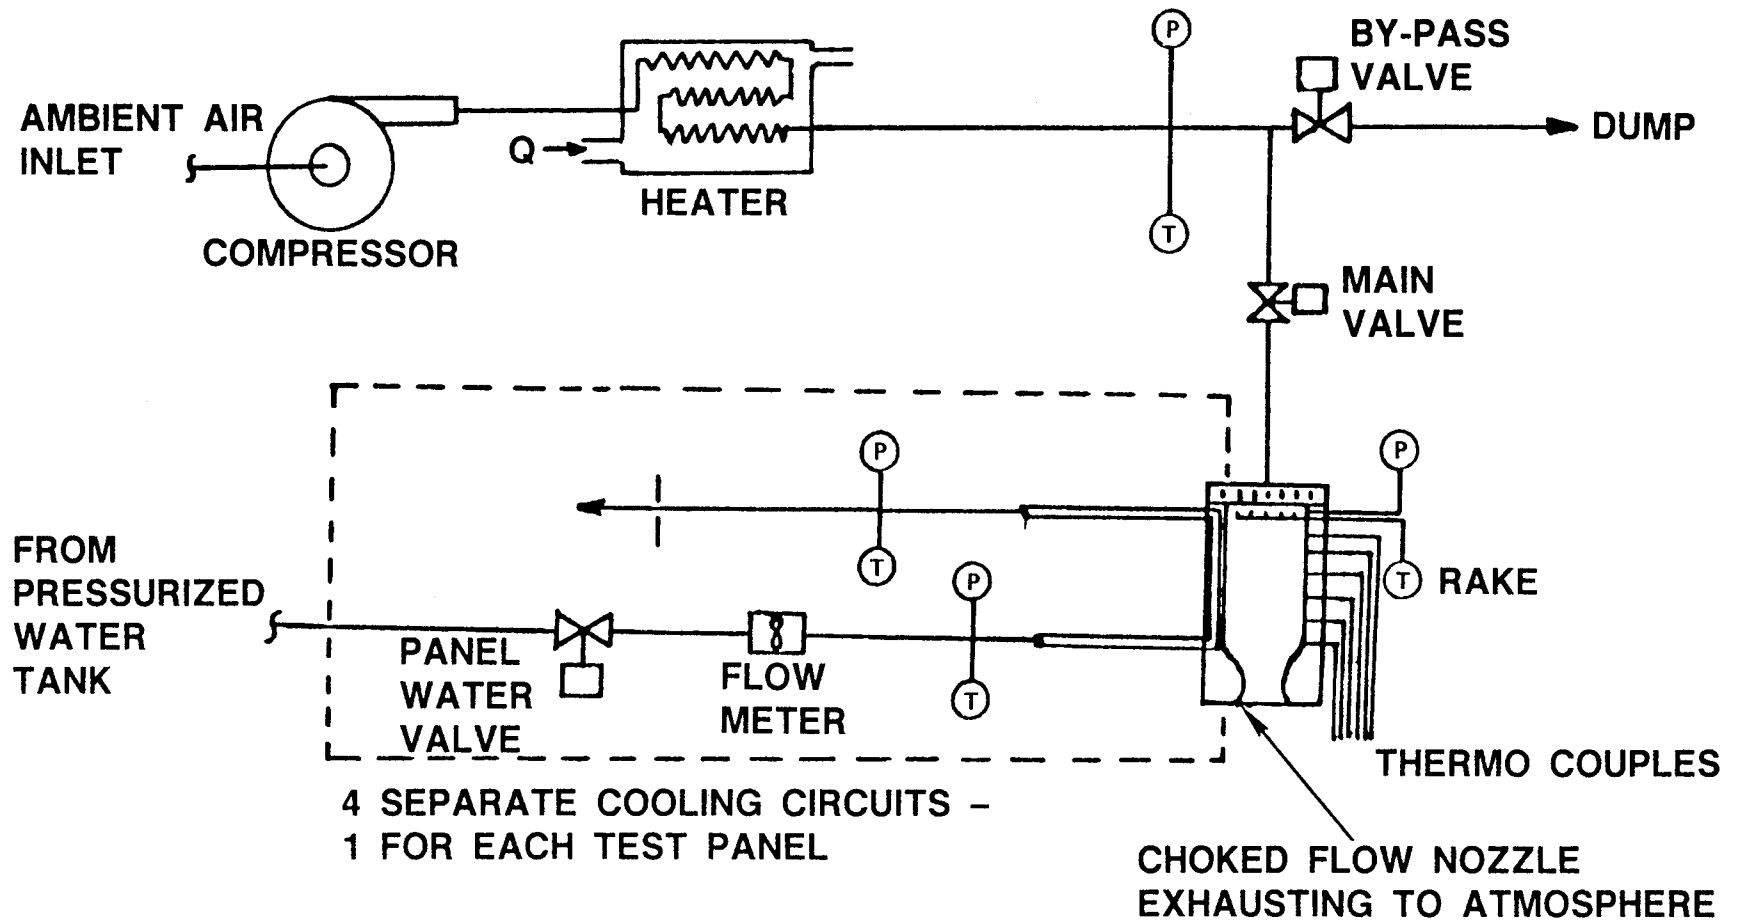 P
BY-PASS
VALVE
AMBIENT AIR
INLET
Q
DUMP
HEATER
T
COMPRESSOR
MAIN
VALVE
P
P
FROM
PRESSURIZED
WATER
TANK
T
P
T
RAKE
PANEL
WATER
VALVE
FLOW
METER
T
THERMO COUPLES
4 SEPARATE COOLING CIRCUITS –
1 FOR EACH TEST PANEL
CHOKED FLOW NOZZLE
EXHAUSTING TO ATMOSPHERE